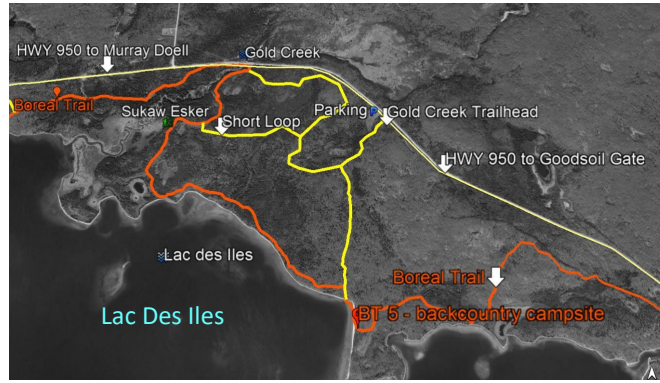 HWY 950 to Murray Doell
Gold Creek
Boreal Trail
Sukaw Esker
Short Loop
Parking
Gold Creek Trailhead
HWY 950 to Goodsoil Gate
Lac des Iles
Boreal Trail
Lac Des Iles
BT 5 - backcountry campsite